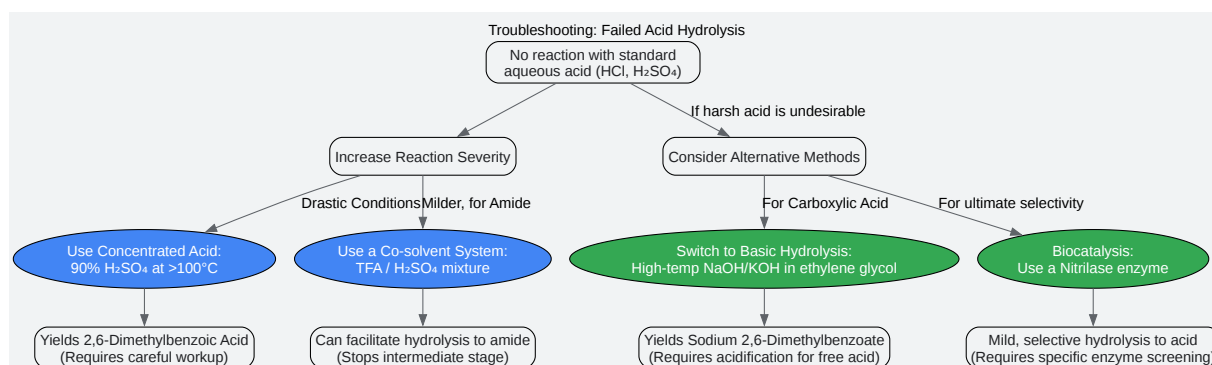 Troubleshooting: Failed Acid Hydrolysis
No reaction with standard
aqueous acid (HCl, H₂SO₄)
If harsh acid is undesirable
Increase Reaction Severity
Consider Alternative Methods
Drastic Conditions
Milder, for Amide
For Carboxylic Acid
For ultimate selectivity
Use Concentrated Acid:
90% H₂SO₄ at >100°C
Use a Co-solvent System:
TFA / H₂SO₄ mixture
Switch to Basic Hydrolysis:
High-temp NaOH/KOH in ethylene glycol
Biocatalysis:
Use a Nitrilase enzyme
Yields 2,6-Dimethylbenzoic Acid
(Requires careful workup)
Can facilitate hydrolysis to amide
(Stops intermediate stage)
Yields Sodium 2,6-Dimethylbenzoate
(Requires acidification for free acid)
Mild, selective hydrolysis to acid
(Requires specific enzyme screening)